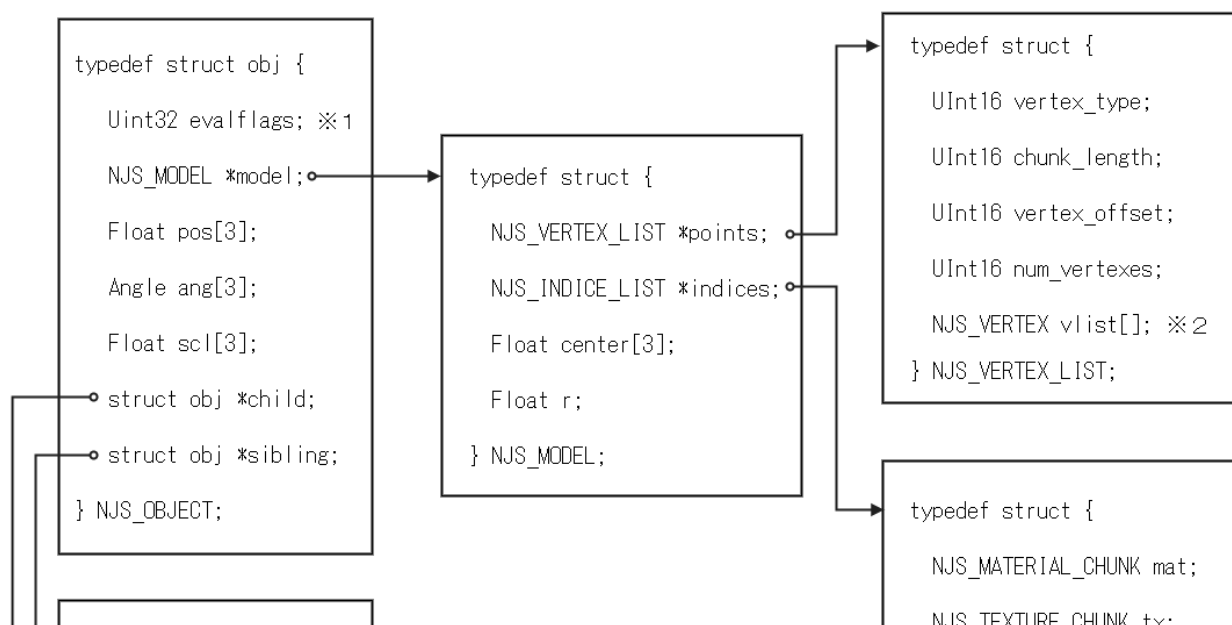 typedef struct obj {
Uint32 evalflags; ※1
NJS_MODEL *model;
Float pos[3];
Angle ang[3];
Float scl[3];
struct obj *child;
struct obj *sibling;
} NJS_OBJECT;
typedef struct {
NJS_VERTEX_LIST *points;
NJS_INDICE_LIST *indices;
Float center[3];
Float r;
} NJS_MODEL;
typedef struct {
UInt16 vertex_type;
UInt16 chunk_length;
UInt16 vertex_offset;
UInt16 num_vertexes;
NJS_VERTEX vlist[]; ※2
} NJS_VERTEX_LIST;
typedef struct {
NJS_MATERIAL_CHUNK mat;
NJS_TEXTURE_CHUNK tx;